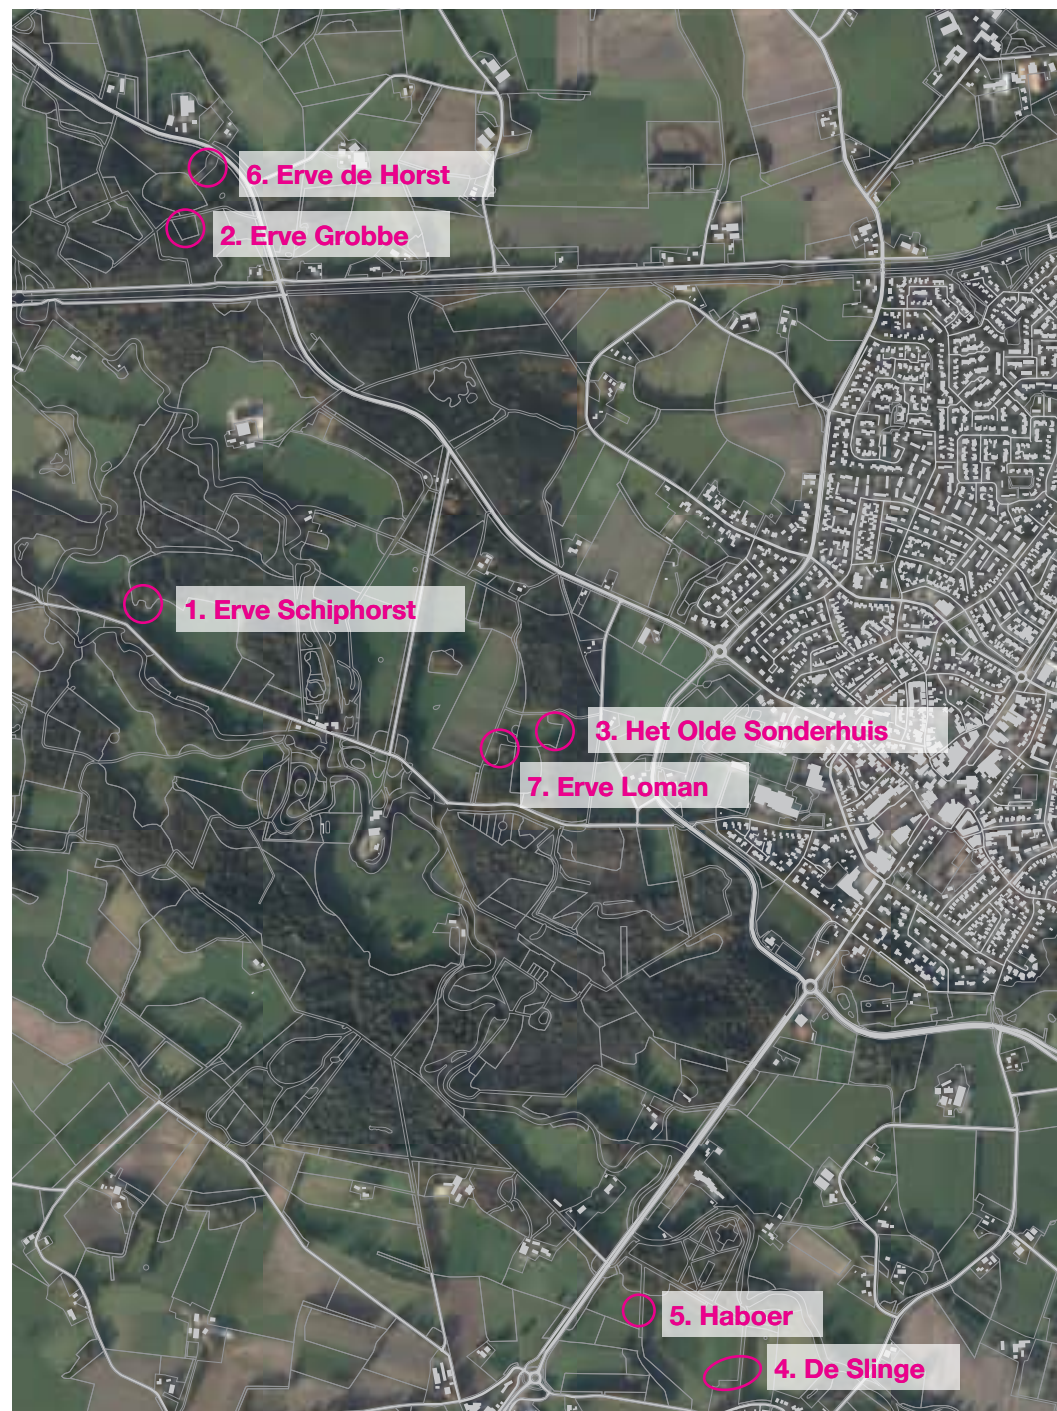 6. Erve de Horst
2. Erve Grobbe
1. Erve Schiphorst
3. Het Olde Sonderhuis
7. Erve Loman
5. Haboer
4. De Slinge